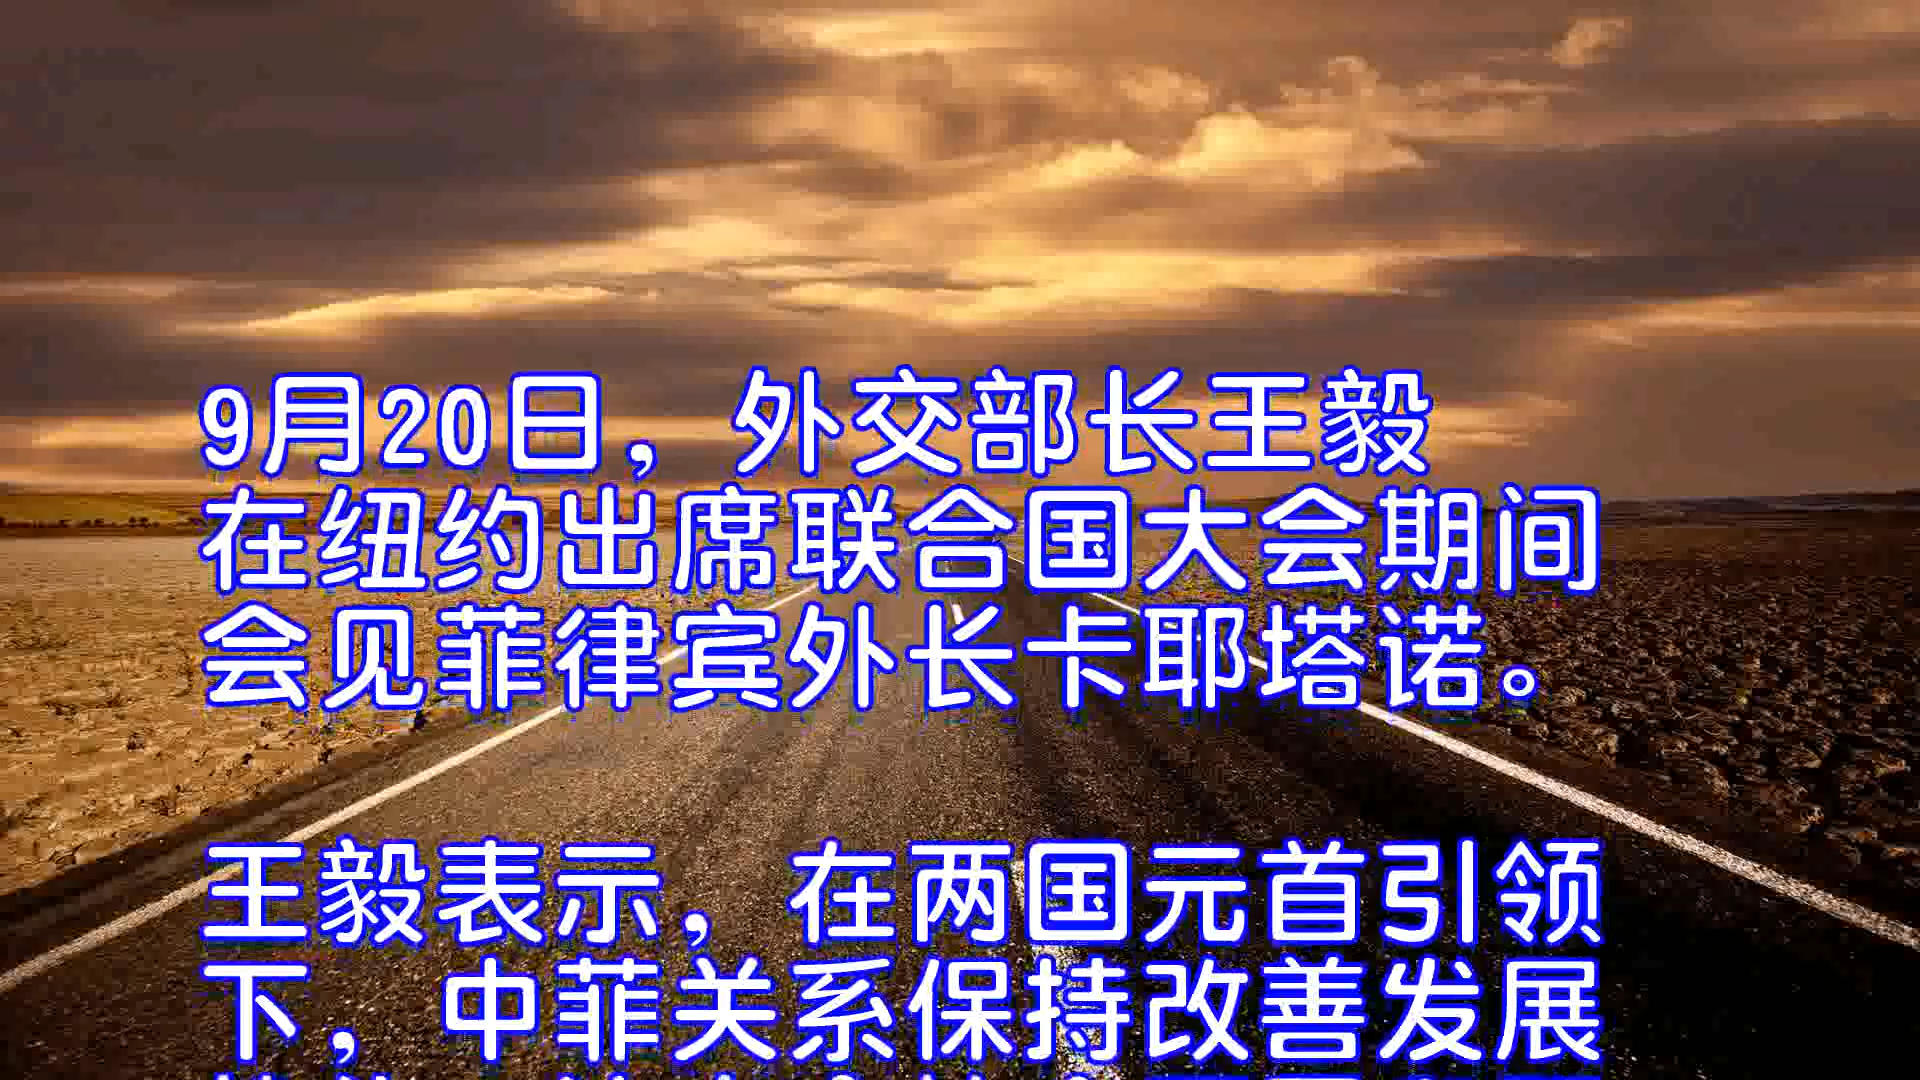 9月20日，外交部长王毅
在纽约出席联合国大会期间
会见菲律宾外长卡耶塔诺。
王毅表示，在两国元首引领
下，中菲关系保持改善发展